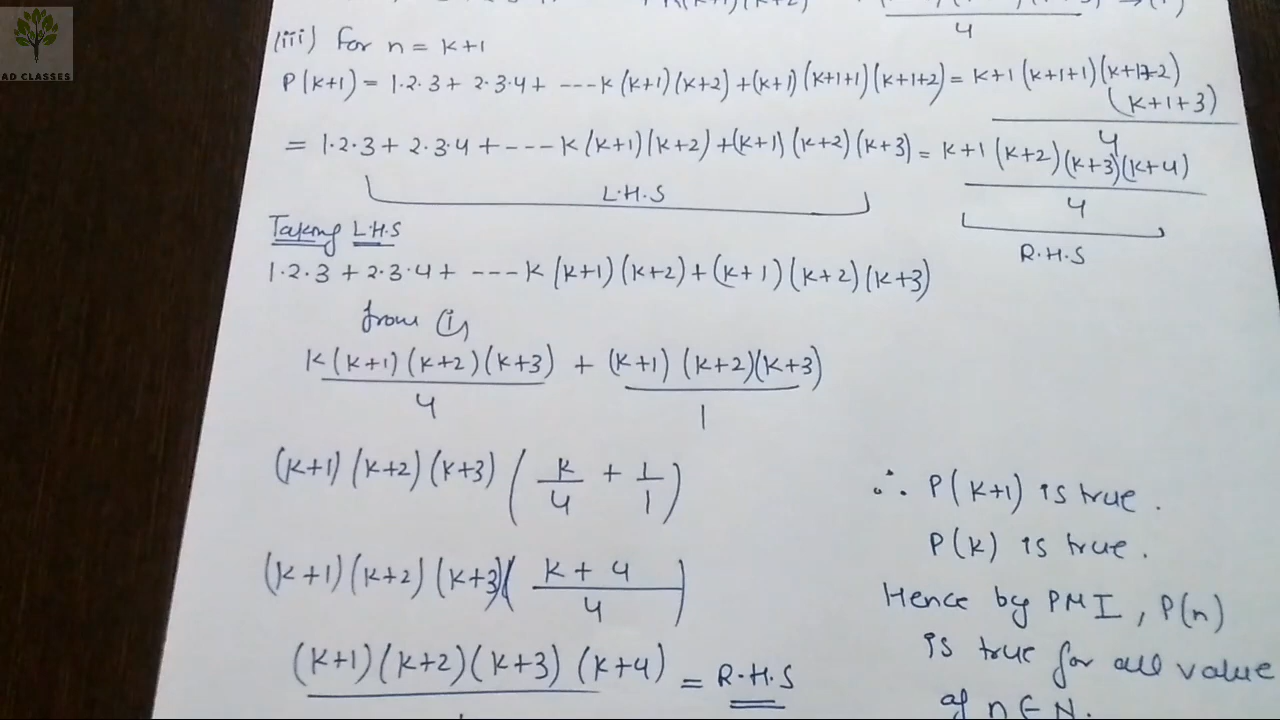 AD CLASSES
4
(iii) For n = k+1
P(k+1) = 1.2.3 + 2.3.4 + ---- k (k+1) (k+2) + (k+1) (k+1+1) (k+1+2) = k+1 (k+1+1) (k+1+2)
(k+1+3)
4
= 1.2.3 + 2.3.4 + ---- k (k+1) (k+2) + (k+1) (k+2) (k+3) = k+1 (k+2) (k+3) (k+4)
4
L.H.S
R.H.S
Taking L.H.S
1.2.3 + 2.3.4 + ---- k (k+1) (k+2) + (k+1) (k+2) (k+3)
from (i)
k (k+1) (k+2) (k+3) + (k+1) (k+2) (k+3)
4 1
(k+1) (k+2) (k+3) ( k/4 + 1/1 )
(k+1) (k+2) (k+3) ( k+4 / 4 )
(k+1) (k+2) (k+3) (k+4) = R.H.S
∴ P(k+1) is true.
P(k) is true.
Hence by PMI, P(n)
is true for all value
of n ∈ N.